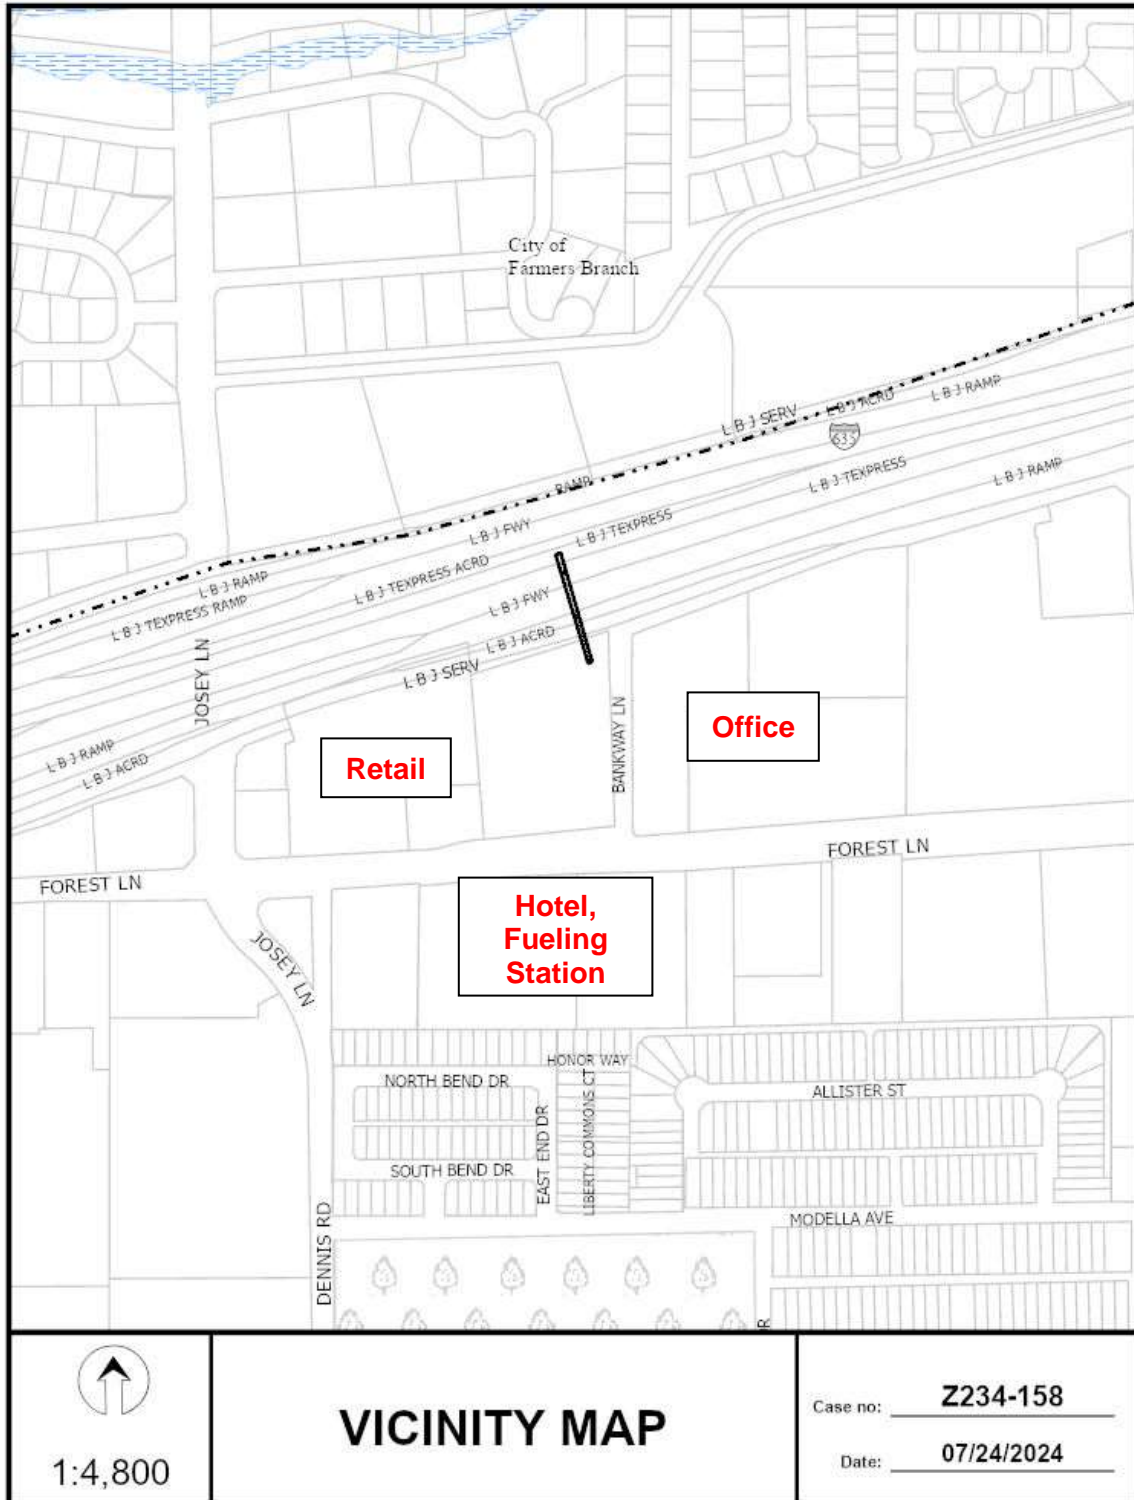 City of
Farmers Branch
L B J SERV
L B J ACRD
L B J RAMP
635
RAMP
L B J FWY
L B J TEXPRESS
L B J TEXPRESS
L B J RAMP
L B J RAMP
L B J TEXPRESS RAMP
L B J TEXPRESS ACRD
L B J FWY
L B J ACRD
L B J SERV
JOSEY LN
L B J RAMP
L B J ACRD
BANKWAY LN
Office
Retail
FOREST LN
FOREST LN
Hotel,
Fueling
Station
JOSEY LN
HONOR WAY
NORTH BEND DR
ALLISTER ST
EAST END DR
LIBERTY COMMONS CT
SOUTH BEND DR
DENNIS RD
MODELLA AVE
DR
1:4,800
VICINITY MAP
Case no: Z234-158
Date: 07/24/2024